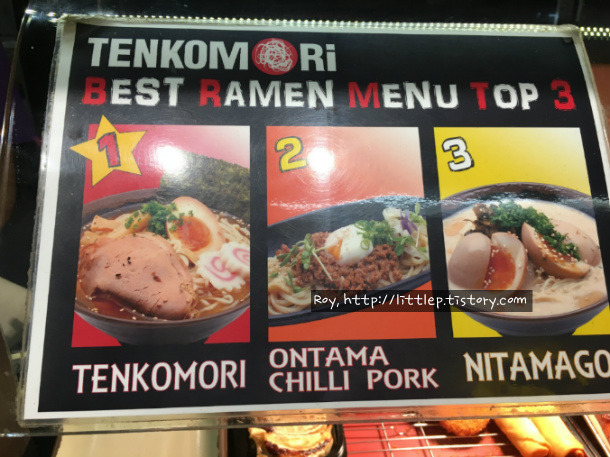 TENKOMORi
BEST RAMEN MENU TOP 3
1
2
3
Roy, http://littlep.tistory.com
TENKOMORI
ONTAMA
CHILLI PORK
NITAMAGO